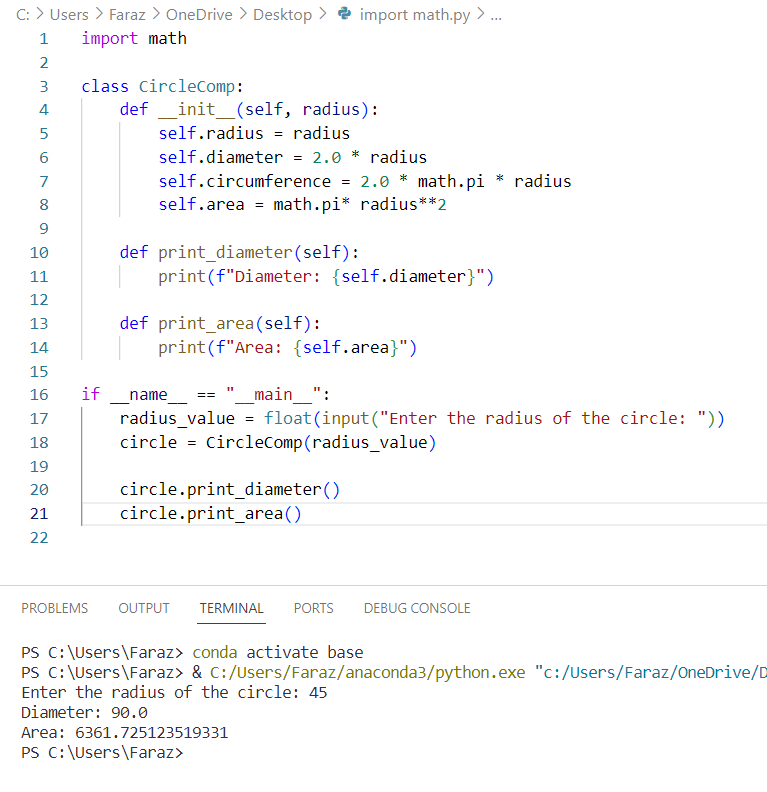 C: > Users > Faraz > OneDrive > Desktop > import math.py > ...
1 import math
2
3 class CircleComp:
4     def __init__(self, radius):
5         self.radius = radius
6         self.diameter = 2.0 * radius
7         self.circumference = 2.0 * math.pi * radius
8         self.area = math.pi* radius**2
9
10     def print_diameter(self):
11         print(f"Diameter: {self.diameter}")
12
13     def print_area(self):
14         print(f"Area: {self.area}")
15
16 if __name__ == "__main__":
17     radius_value = float(input("Enter the radius of the circle: "))
18     circle = CircleComp(radius_value)
19
20     circle.print_diameter()
21     circle.print_area()
22
PROBLEMS OUTPUT TERMINAL PORTS DEBUG CONSOLE
PS C:\Users\Faraz> conda activate base
PS C:\Users\Faraz> & C:/Users/Faraz/anaconda3/python.exe "c:/Users/Faraz/OneDrive/D
Enter the radius of the circle: 45
Diameter: 90.0
Area: 6361.725123519331
PS C:\Users\Faraz>